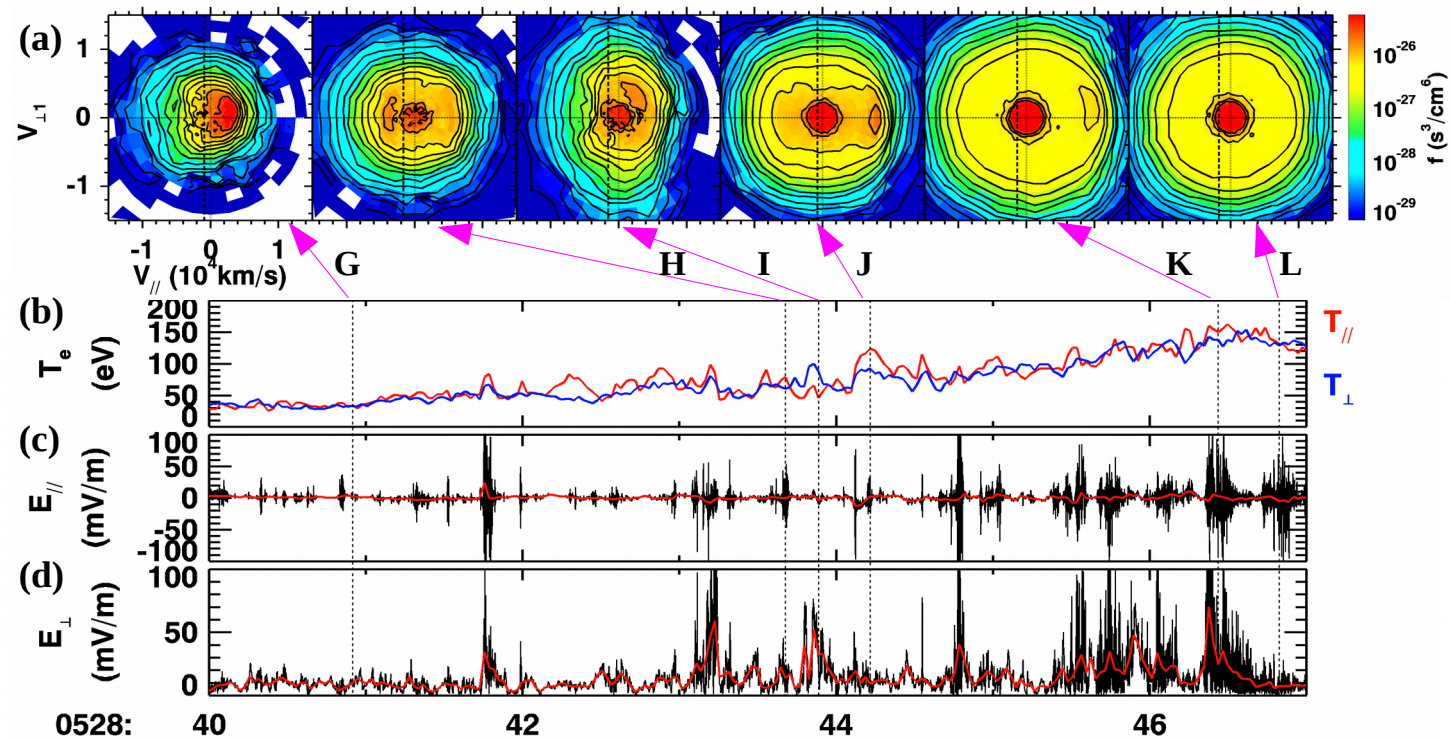 (a)
V⊥1
1
0
-1
10⁻²⁶
10⁻²⁷
10⁻²⁸
10⁻²⁹
f (s³/cm⁶)
-1 0 1
V// (10⁴ km/s)
G H I J K L
(b)
Te
(eV)
200
150
100
50
0
T//
T⊥
(c)
E//
(mV/m)
100
50
0
-50
-100
(d)
E⊥
(mV/m)
100
50
0
0528: 40 42 44 46